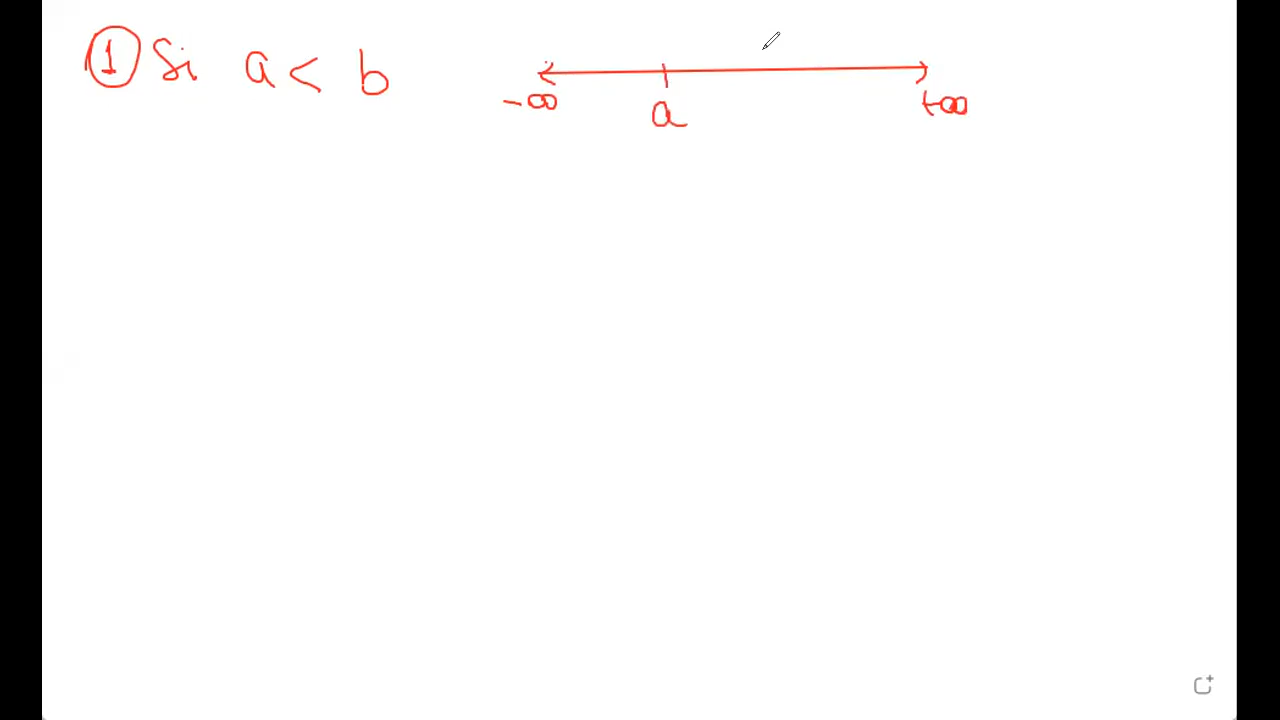 ① Si a < b
-∞ a +∞